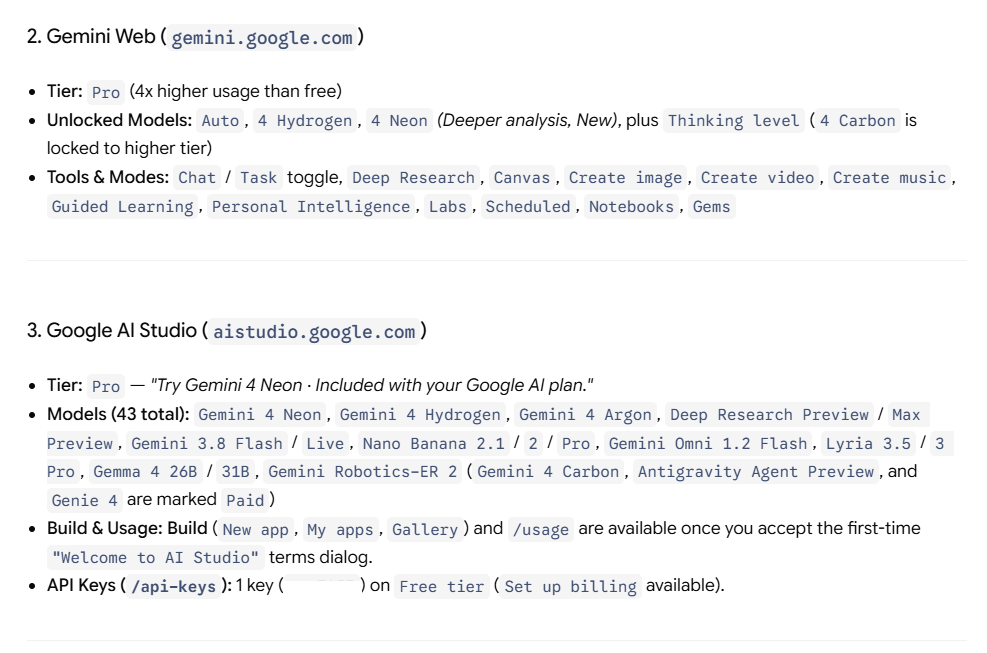 2. Gemini Web (gemini.google.com)
• Tier: Pro (4x higher usage than free)
• Unlocked Models: Auto, 4 Hydrogen, 4 Neon (Deeper analysis, New), plus Thinking level (4 Carbon is
locked to higher tier)
• Tools & Modes: Chat / Task toggle, Deep Research, Canvas, Create image, Create video, Create music,
Guided Learning, Personal Intelligence, Labs, Scheduled, Notebooks, Gems
3. Google AI Studio (aistudio.google.com)
• Tier: Pro — "Try Gemini 4 Neon · Included with your Google AI plan."
• Models (43 total): Gemini 4 Neon, Gemini 4 Hydrogen, Gemini 4 Argon, Deep Research Preview / Max
Preview, Gemini 3.8 Flash / Live, Nano Banana 2.1 / 2 / Pro, Gemini Omni 1.2 Flash, Lyria 3.5 / 3
Pro, Gemma 4 26B / 31B, Gemini Robotics-ER 2 (Gemini 4 Carbon, Antigravity Agent Preview, and
Genie 4 are marked Paid)
• Build & Usage: Build (New app, My apps, Gallery) and /usage are available once you accept the first-time
"Welcome to AI Studio" terms dialog.
• API Keys (/api-keys): 1 key ( ) on Free tier (Set up billing available).